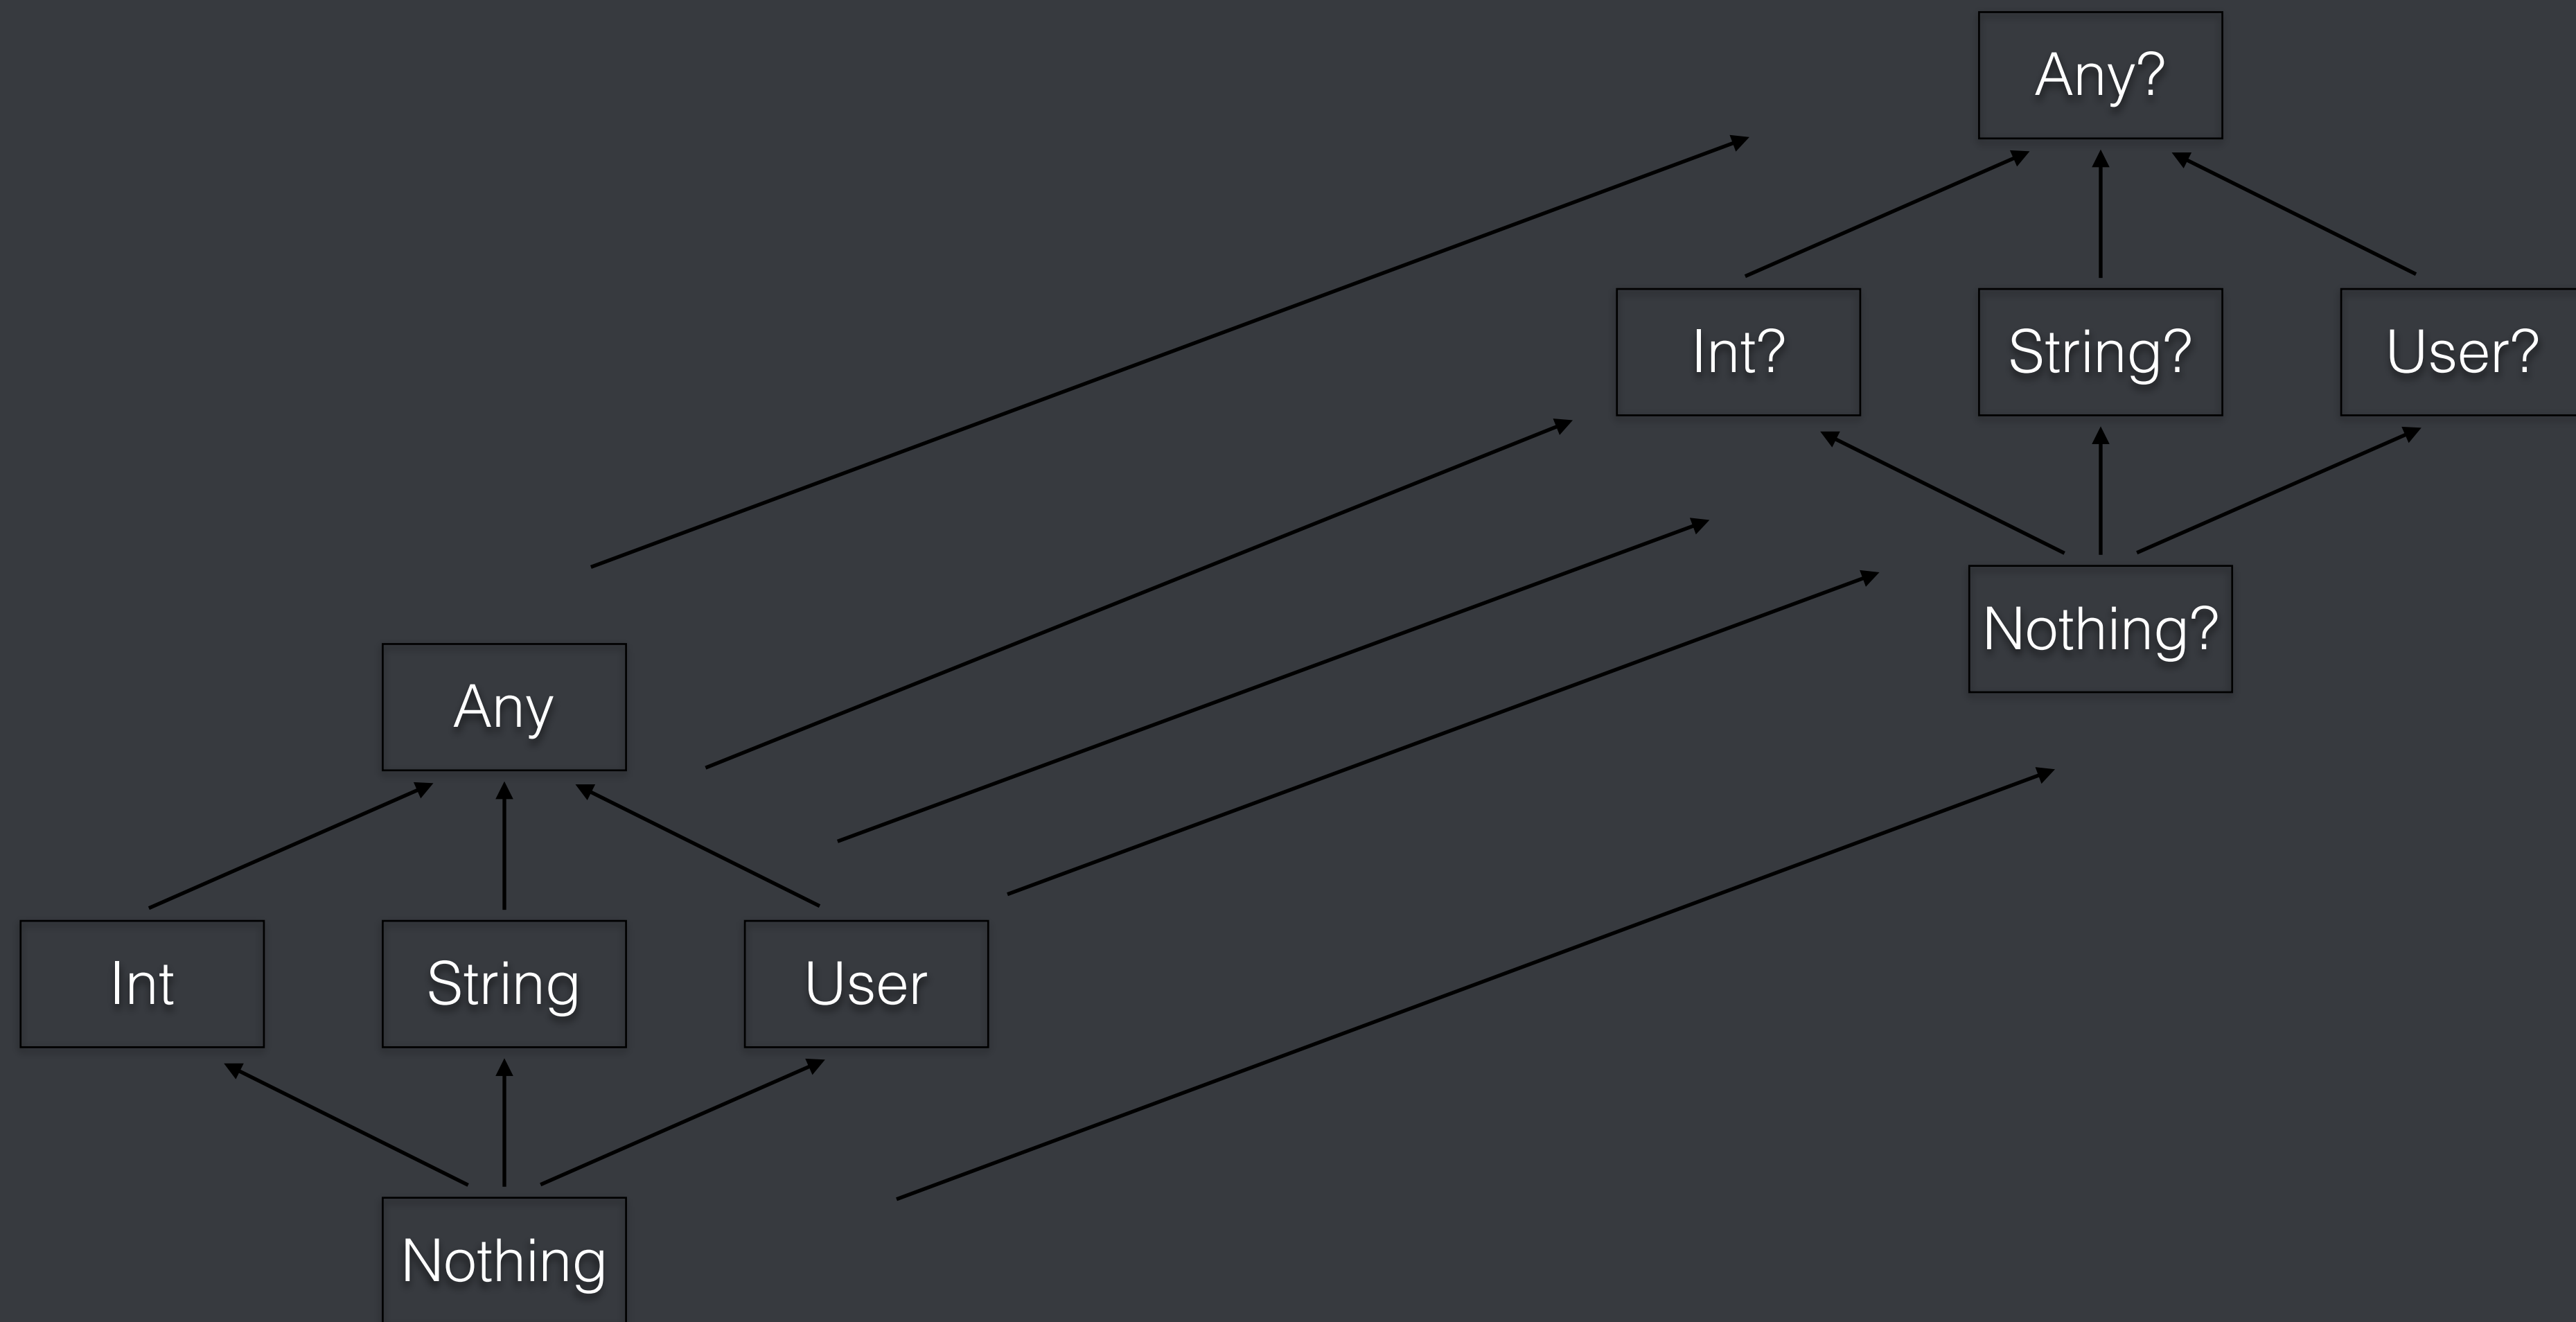 Any?
Int?
String?
User?
Nothing?
Any
Int
String
User
Nothing